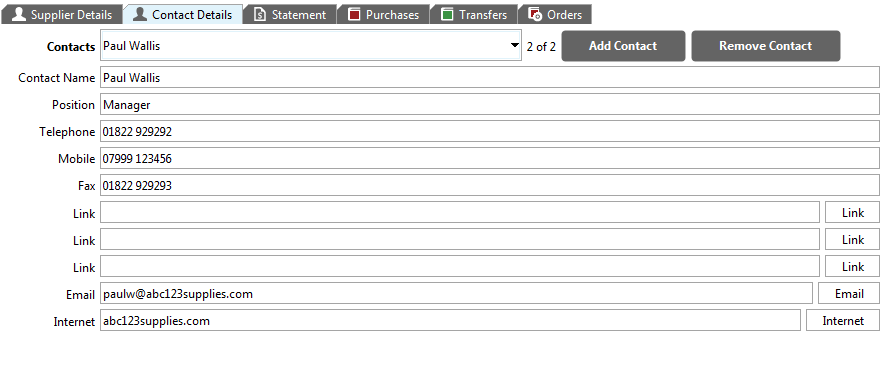 Supplier Details Contact Details Statement Purchases Transfers Orders
Contacts Paul Wallis 2 of 2 Add Contact Remove Contact
Contact Name Paul Wallis
Position Manager
Telephone 01822 929292
Mobile 07999 123456
Fax 01822 929293
Link Link
Link Link
Link Link
Email paulw@abc123supplies.com Email
Internet abc123supplies.com Internet